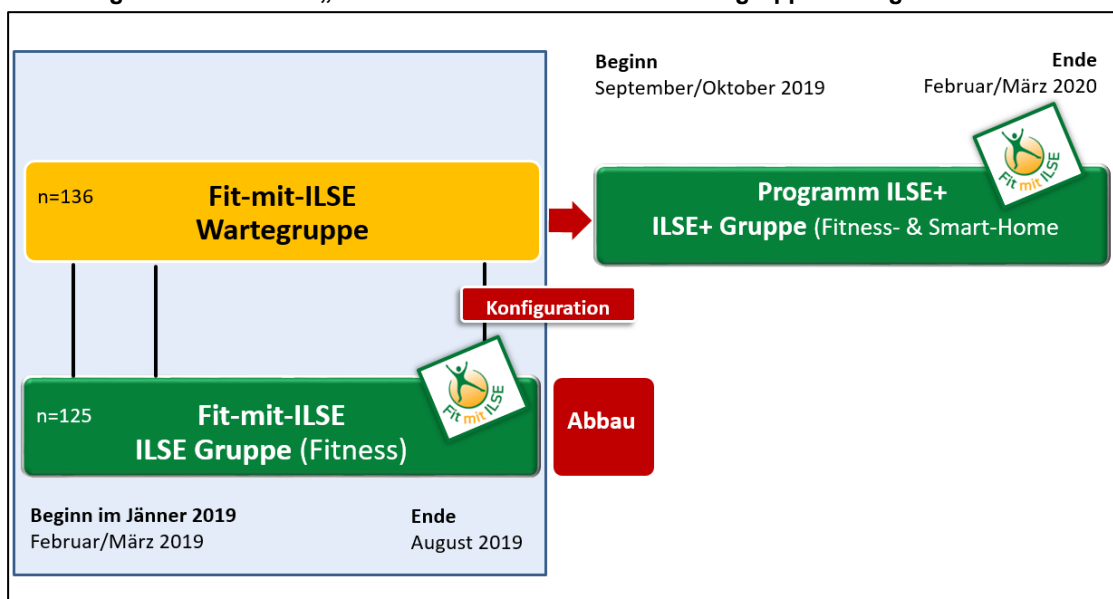 Beginn
September/Oktober 2019
Ende
Februar/März 2020
n=136
Fit-mit-ILSE
Wartegruppe
Fit mit ILSE
Programm ILSE+
ILSE+ Gruppe (Fitness- & Smart-Home
Konfiguration
n=125
Fit-mit-ILSE
ILSE Gruppe (Fitness)
Fit mit ILSE
Abbau
Beginn im Jänner 2019
Februar/März 2019
Ende
August 2019